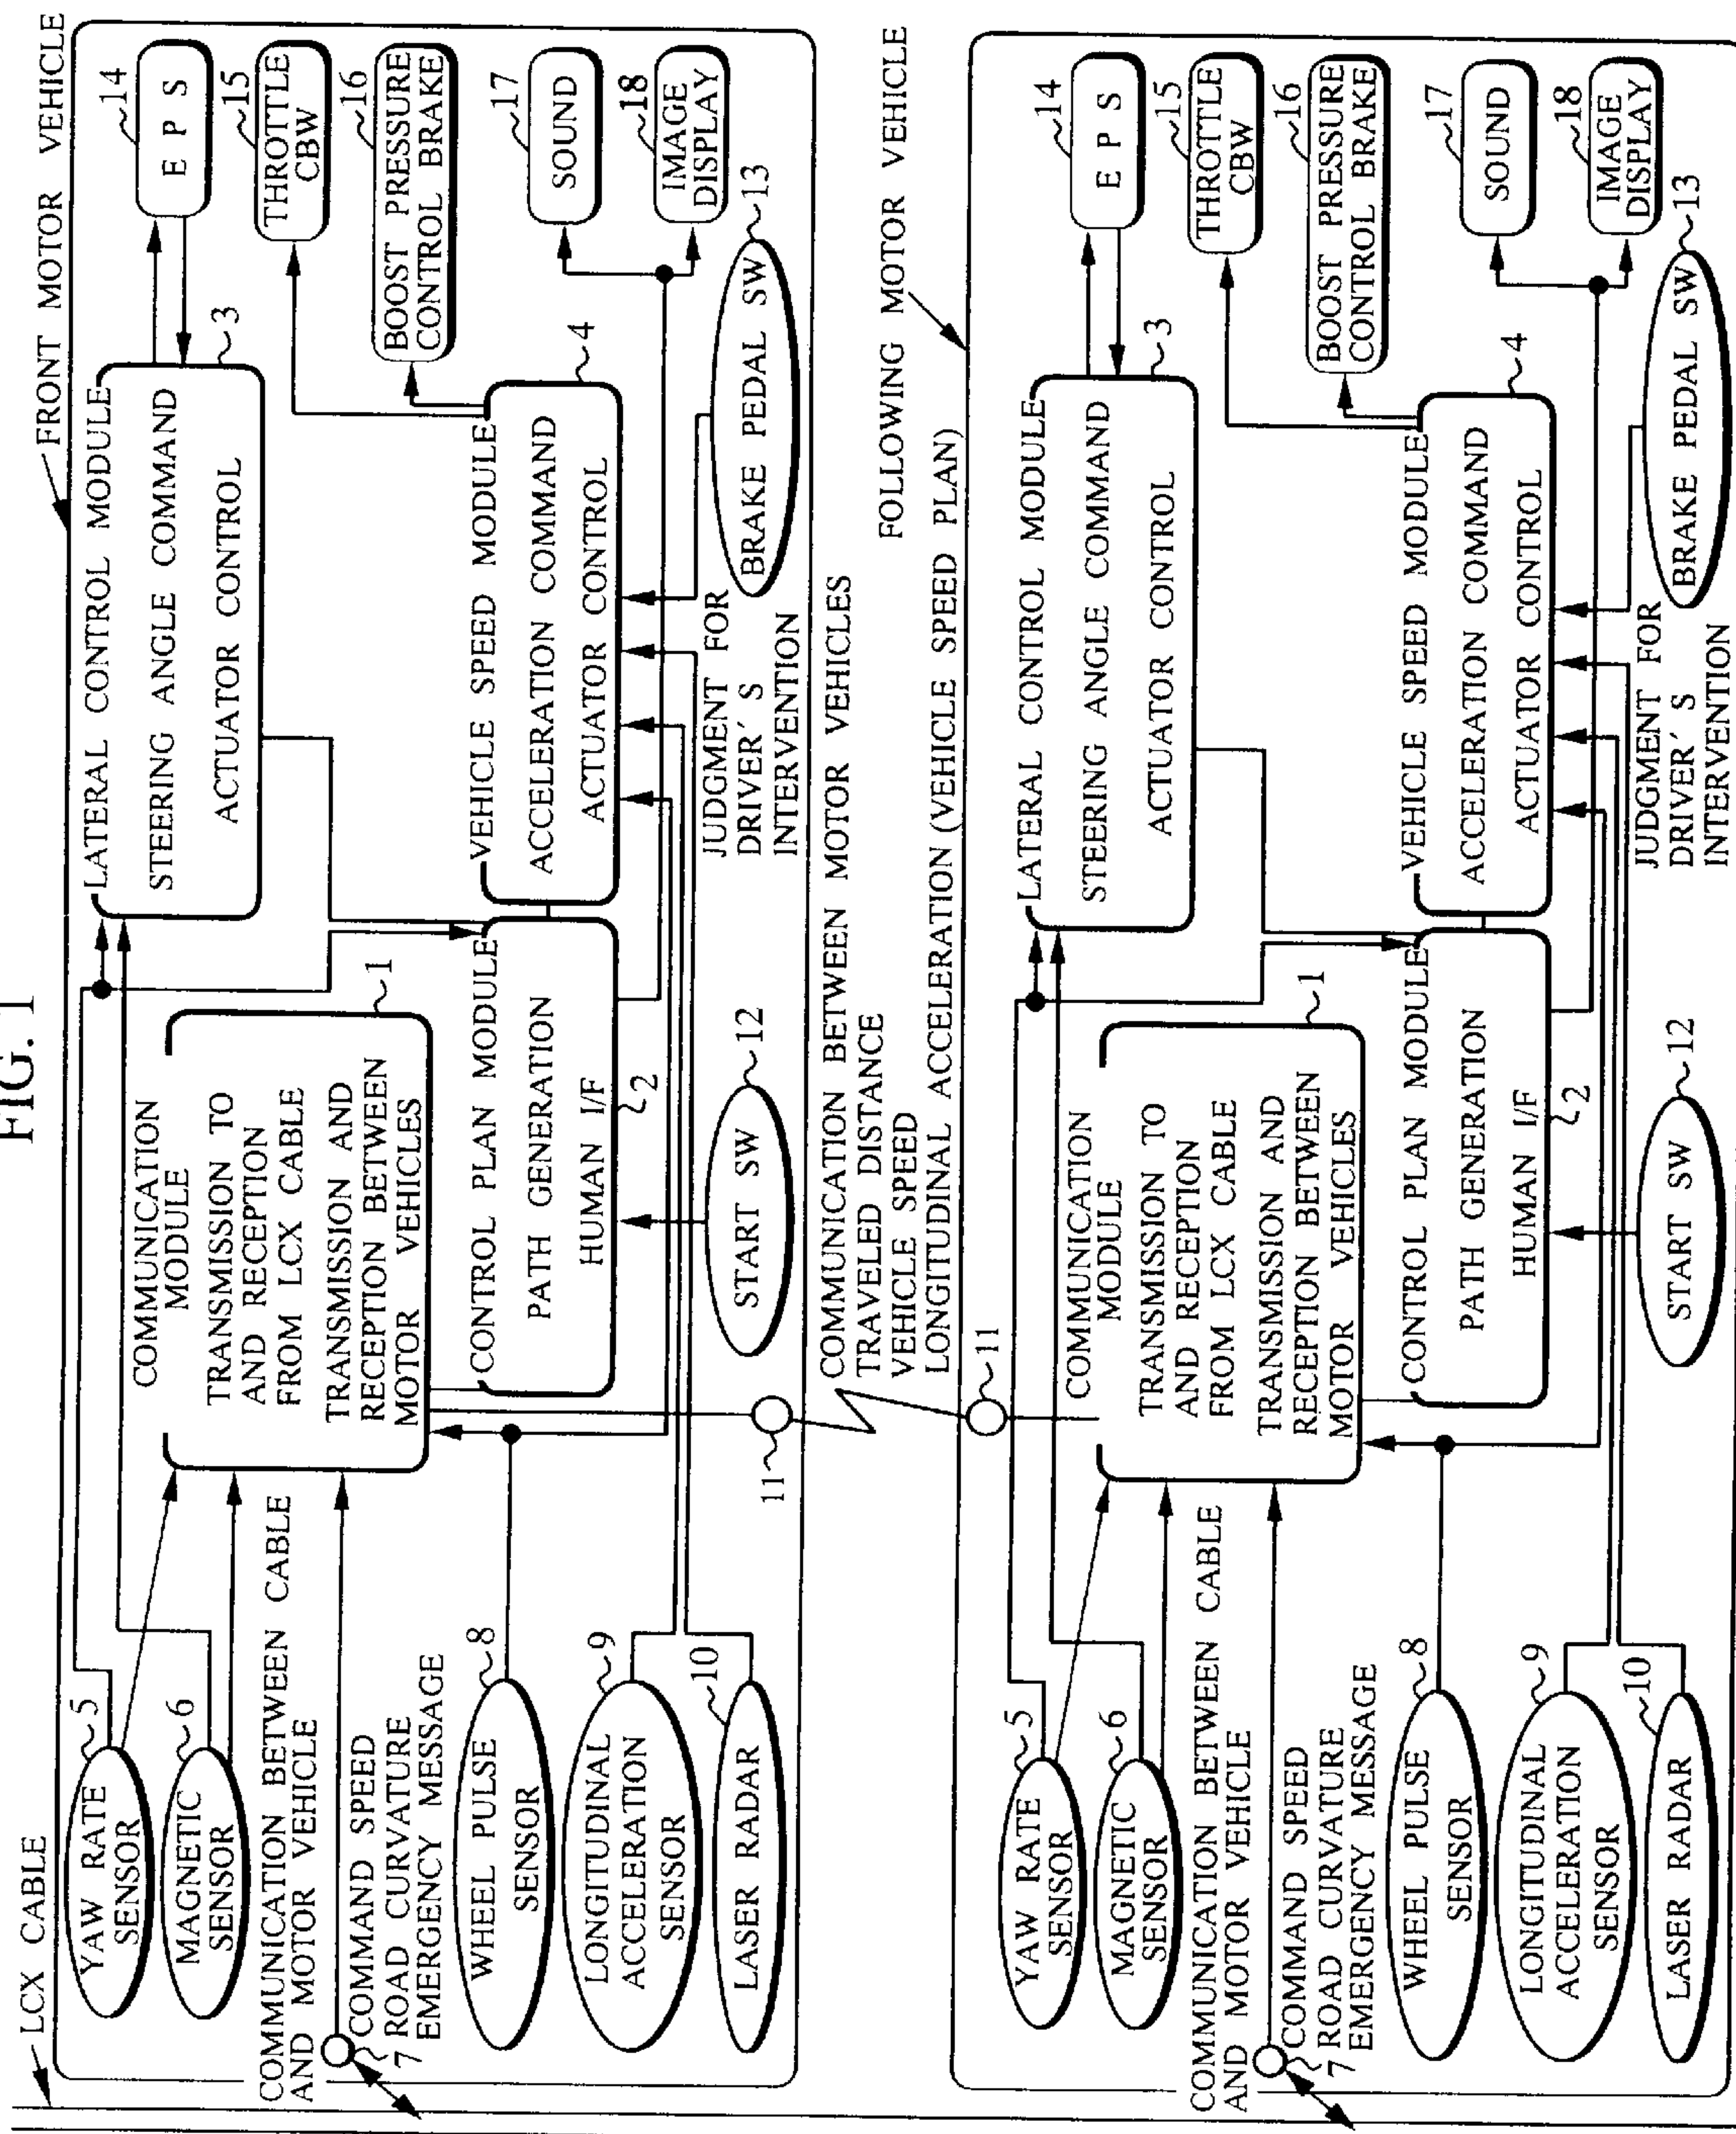 FIG. 1
LCX CABLE
FRONT MOTOR VEHICLE
YAW RATE
SENSOR
5
MAGNETIC
SENSOR
6
COMMUNICATION BETWEEN CABLE
AND MOTOR VEHICLE
7
COMMAND SPEED
ROAD CURVATURE
EMERGENCY MESSAGE
WHEEL PULSE
SENSOR
8
LONGITUDINAL
ACCELERATION
SENSOR
9
LASER RADAR
10
COMMUNICATION
MODULE
TRANSMISSION TO
AND RECEPTION
FROM LCX CABLE
TRANSMISSION AND
RECEPTION BETWEEN
MOTOR VEHICLES
1
CONTROL PLAN MODULE
PATH GENERATION
HUMAN I/F
2
START SW
12
11
LATERAL CONTROL MODULE
STEERING ANGLE COMMAND
ACTUATOR CONTROL
3
VEHICLE SPEED MODULE
ACCELERATION COMMAND
ACTUATOR CONTROL
4
JUDGMENT FOR
DRIVER´S
INTERVENTION
BRAKE PEDAL SW
13
14
E P S
15
THROTTLE
CBW
16
BOOST PRESSURE
CONTROL BRAKE
17
SOUND
18
IMAGE
DISPLAY
COMMUNICATION BETWEEN MOTOR VEHICLES
TRAVELED DISTANCE
VEHICLE SPEED
LONGITUDINAL ACCELERATION (VEHICLE SPEED PLAN)
FOLLOWING MOTOR VEHICLE
YAW RATE
SENSOR
5
MAGNETIC
SENSOR
6
COMMUNICATION BETWEEN CABLE
AND MOTOR VEHICLE
7
COMMAND SPEED
ROAD CURVATURE
EMERGENCY MESSAGE
WHEEL PULSE
SENSOR
8
LONGITUDINAL
ACCELERATION
SENSOR
9
LASER RADAR
10
11
COMMUNICATION
MODULE
TRANSMISSION TO
AND RECEPTION
FROM LCX CABLE
TRANSMISSION AND
RECEPTION BETWEEN
MOTOR VEHICLES
1
CONTROL PLAN MODULE
PATH GENERATION
HUMAN I/F
2
START SW
12
LATERAL CONTROL MODULE
STEERING ANGLE COMMAND
ACTUATOR CONTROL
3
VEHICLE SPEED MODULE
ACCELERATION COMMAND
ACTUATOR CONTROL
4
JUDGMENT FOR
DRIVER´S
INTERVENTION
BRAKE PEDAL SW
13
14
E P S
15
THROTTLE
CBW
16
BOOST PRESSURE
CONTROL BRAKE
17
SOUND
18
IMAGE
DISPLAY